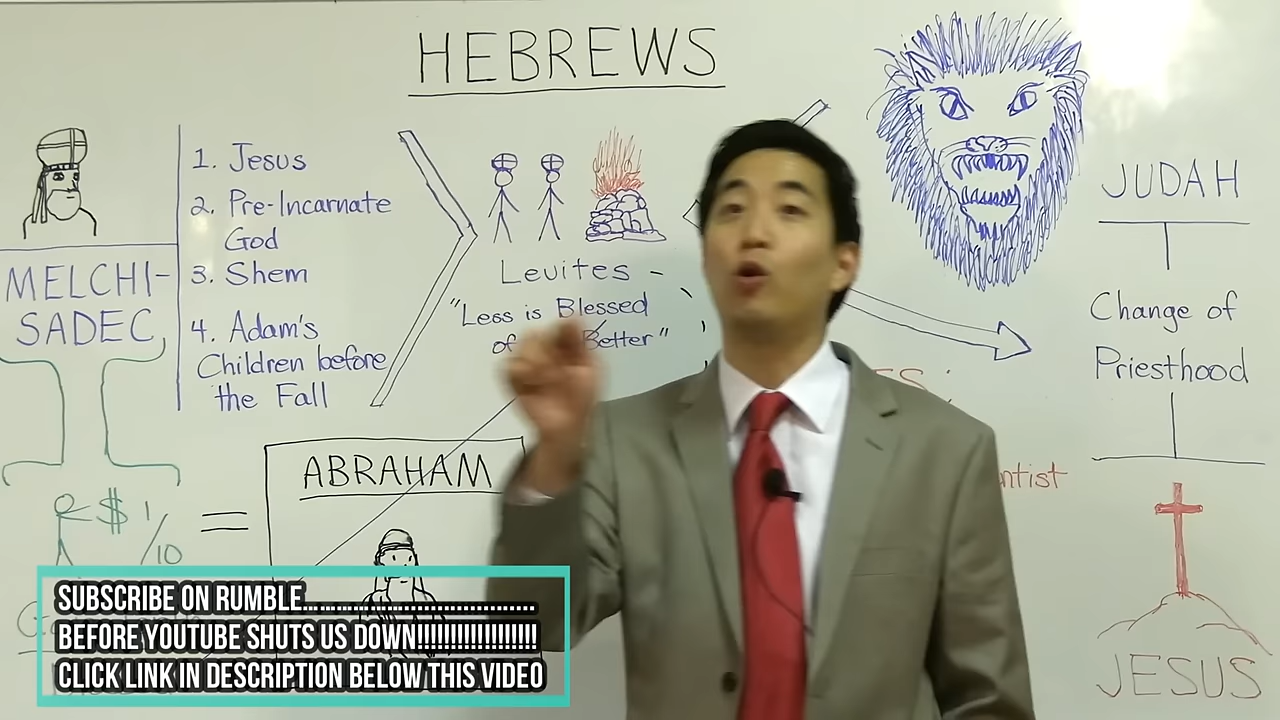 HEBREWS
1. Jesus
2. Pre-Incarnate
God
3. Shem
4. Adam's
Children before
the Fall
MELCHI-
SADEC
Levites -
"Less is Blessed
of Better"
JUDAH
Change of
Priesthood
JESUS
ABRAHAM
$ 1/10
=
SUBSCRIBE ON RUMBLE..................................
BEFORE YOUTUBE SHUTS US DOWN!!!!!!!!!!!!!!!!!!!
CLICK LINK IN DESCRIPTION BELOW THIS VIDEO